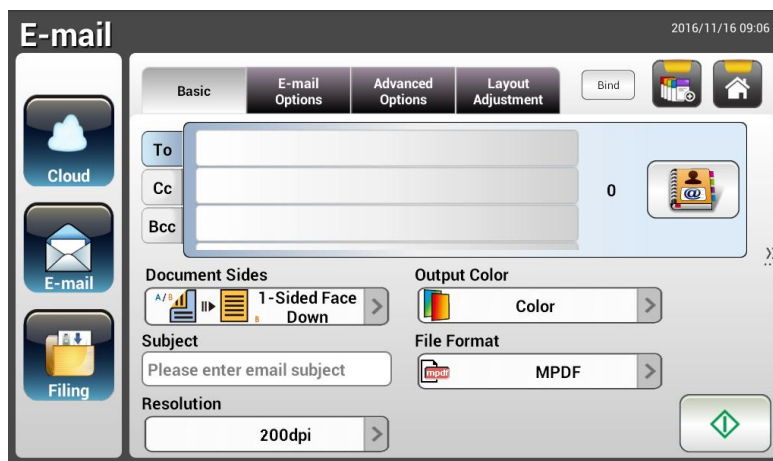 E-mail
2016/11/16 09:06
Basic
E-mail
Options
Advanced
Options
Layout
Adjustment
Bind
Cloud
E-mail
Filing
To
Cc
Bcc
0
@
Document Sides
Output Color
A/B
B
1-Sided Face
Down
Color
Subject
File Format
Please enter email subject
mpdf
MPDF
Resolution
200dpi